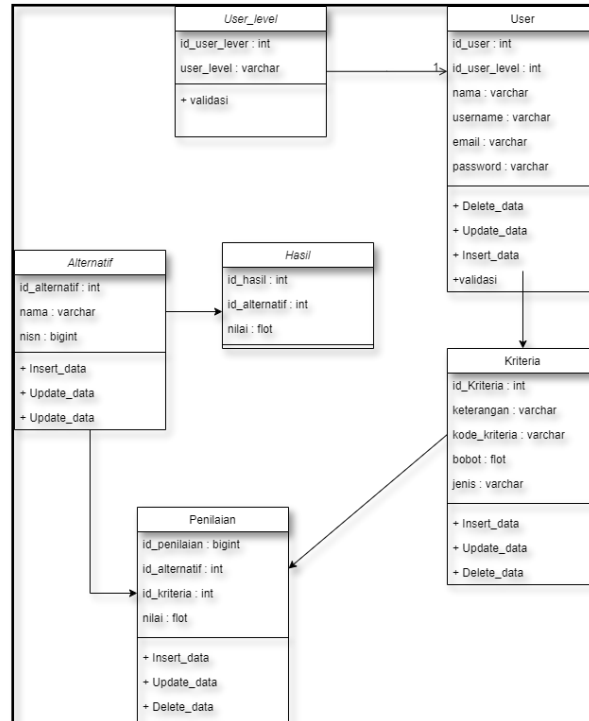 User_level
id_user_lever : int
user_level : varchar
+ validasi
1
User
id_user : int
id_user_level : int
nama : varchar
username : varchar
email : varchar
password : varchar
+ Delete_data
+ Update_data
+ Insert_data
+validasi
Alternatif
id_alternatif : int
nama : varchar
nisn : bigint
+ Insert_data
+ Update_data
+ Update_data
Hasil
id_hasil : int
id_alternatif : int
nilai : flot
Kriteria
id_Kriteria : int
keterangan : varchar
kode_kriteria : varchar
bobot : flot
jenis : varchar
+ Insert_data
+ Update_data
+ Delete_data
Penilaian
id_penilaian : bigint
id_alternatif : int
id_kriteria : int
nilai : flot
+ Insert_data
+ Update_data
+ Delete_data